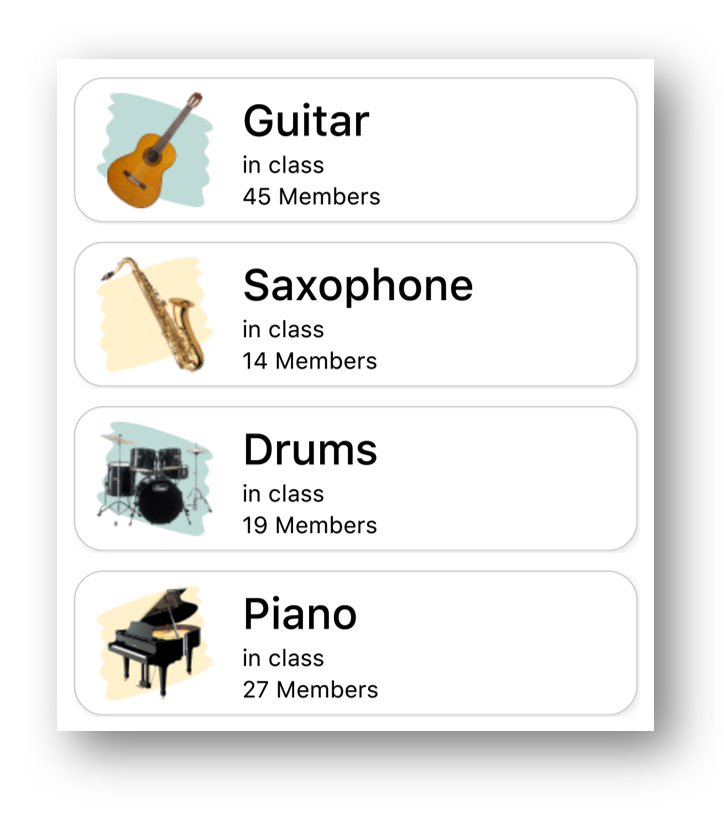 Guitar
in class
45 Members
Saxophone
in class
14 Members
Drums
in class
19 Members
Piano
in class
27 Members